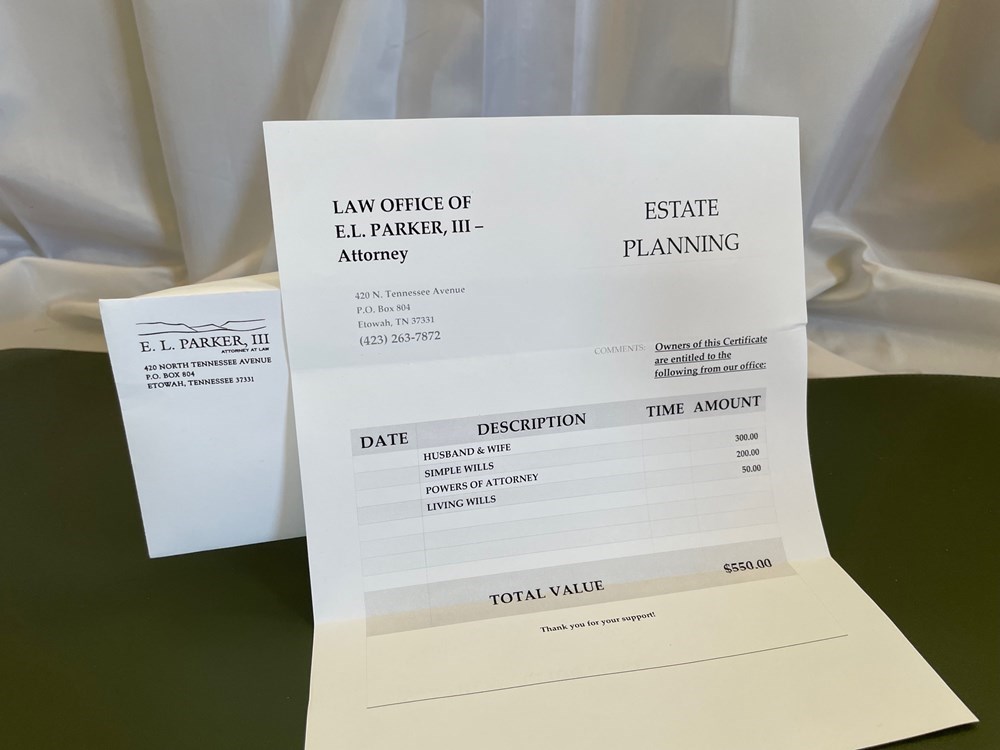 E. L. PARKER, III
ATTORNEY AT LAW
420 NORTH TENNESSEE AVENUE
P.O. BOX 804
ETOWAH, TENNESSEE 37331
LAW OFFICE OF
E.L. PARKER, III –
Attorney
420 N. Tennessee Avenue
P.O. Box 804
Etowah, TN 37331
(423) 263-7872
ESTATE
PLANNING
COMMENTS: Owners of this Certificate
are entitled to the
following from our office:
DATE DESCRIPTION TIME AMOUNT
HUSBAND & WIFE
SIMPLE WILLS 300.00
POWERS OF ATTORNEY 200.00
LIVING WILLS 50.00
TOTAL VALUE $550.00
Thank you for your support!